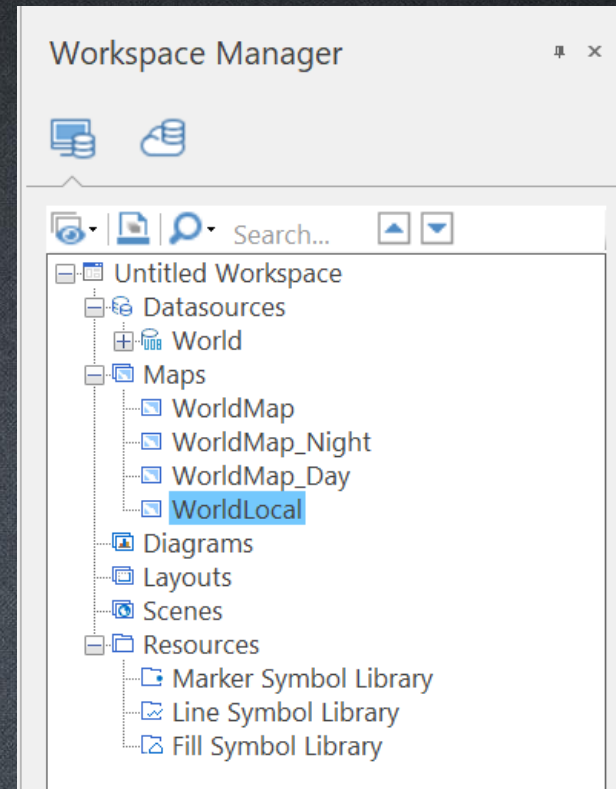 Workspace Manager
Search...
Untitled Workspace
Datasources
World
Maps
WorldMap
WorldMap_Night
WorldMap_Day
WorldLocal
Diagrams
Layouts
Scenes
Resources
Marker Symbol Library
Line Symbol Library
Fill Symbol Library